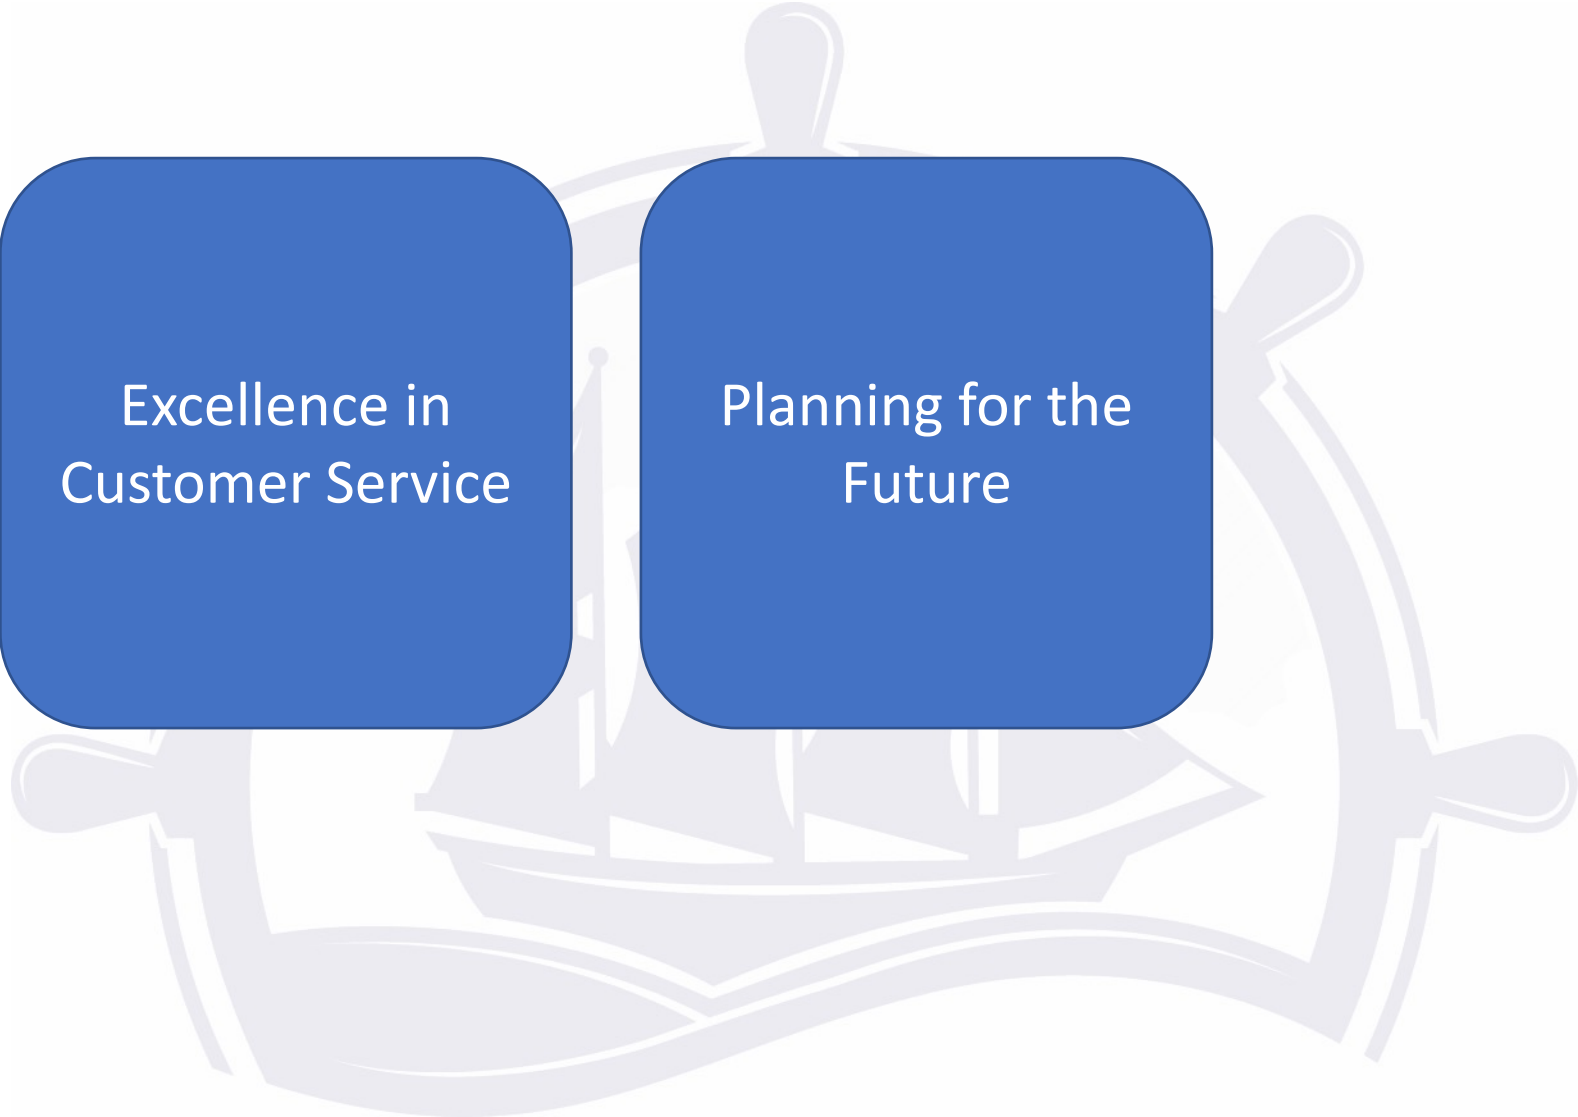 Excellence in
Customer Service
Planning for the
Future